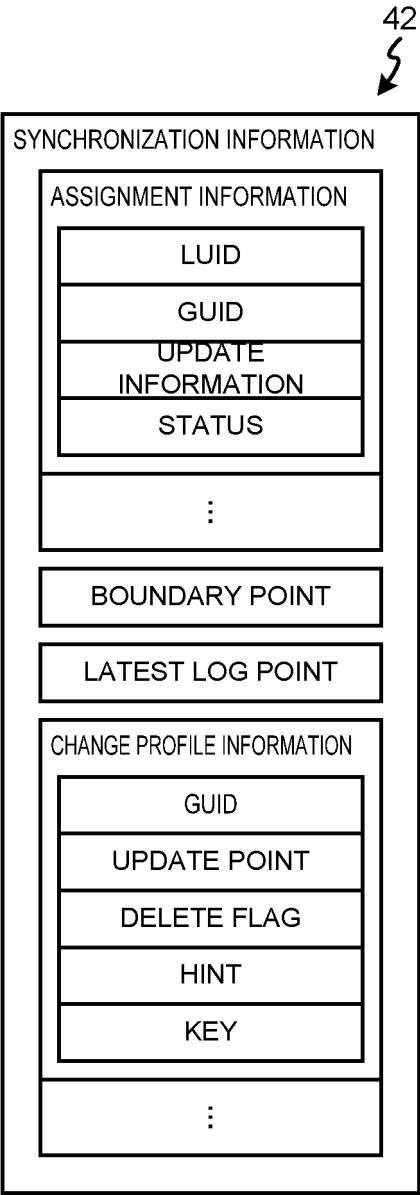 42
SYNCHRONIZATION INFORMATION
ASSIGNMENT INFORMATION
LUID
GUID
UPDATE
INFORMATION
STATUS
⋮
BOUNDARY POINT
LATEST LOG POINT
CHANGE PROFILE INFORMATION
GUID
UPDATE POINT
DELETE FLAG
HINT
KEY
⋮